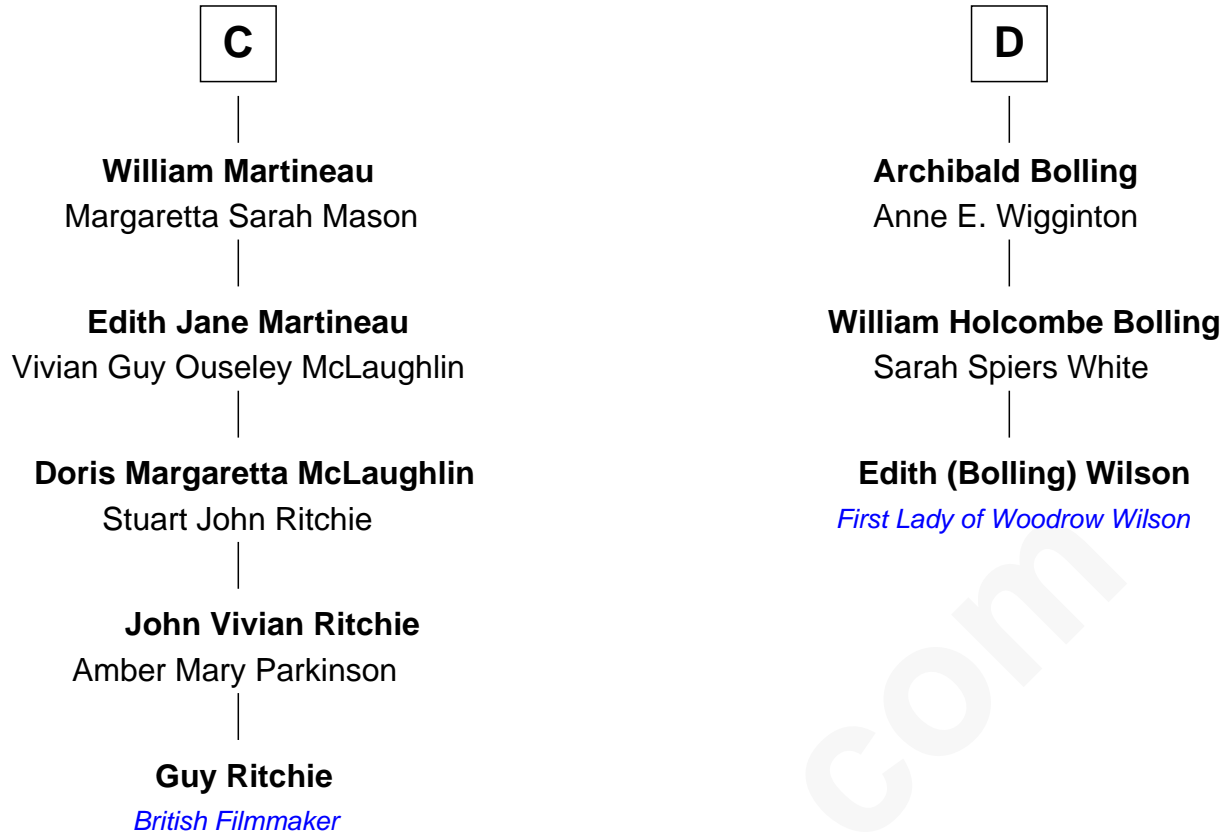 C
William Martineau
Margaretta Sarah Mason
Edith Jane Martineau
Vivian Guy Ouseley McLaughlin
Doris Margaretta McLaughlin
Stuart John Ritchie
John Vivian Ritchie
Amber Mary Parkinson
Guy Ritchie
British Filmmaker
D
Archibald Bolling
Anne E. Wigginton
William Holcombe Bolling
Sarah Spiers White
Edith (Bolling) Wilson
First Lady of Woodrow Wilson
com